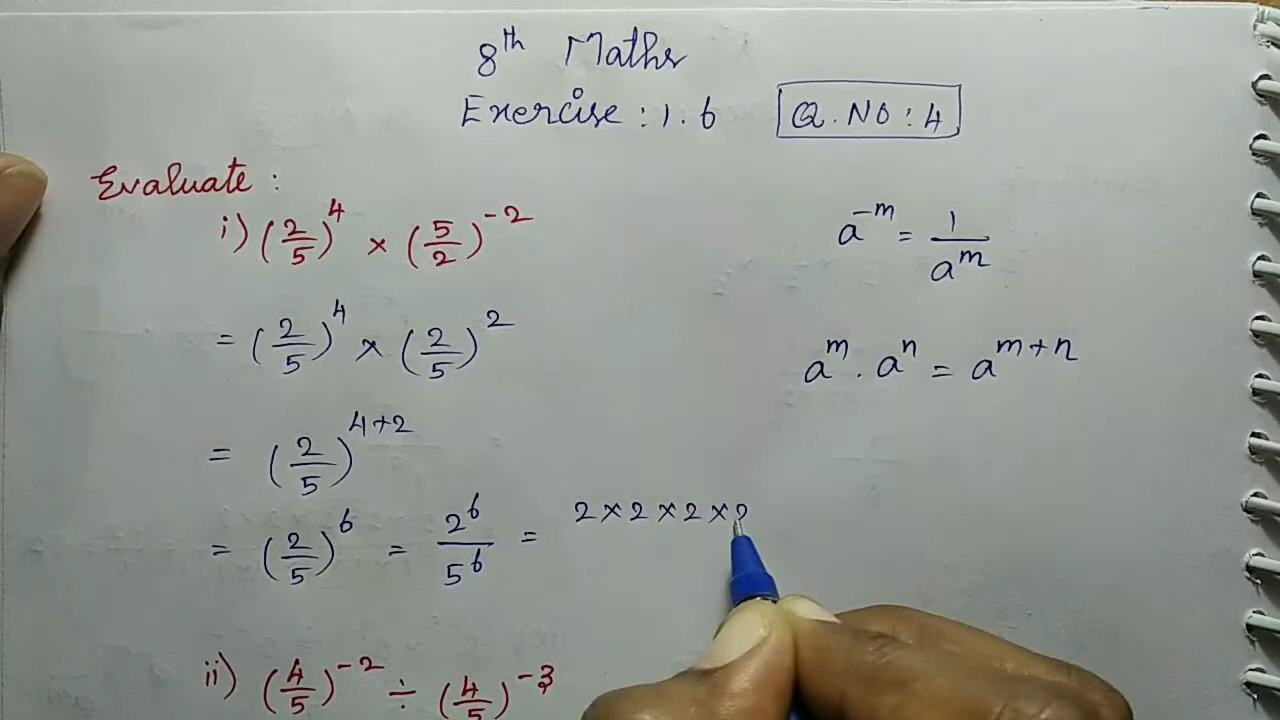 8th Maths
Exercise : 1.6 Q. NO : 4
Evaluate :
i) (2/5)^4 × (5/2)^-2
a^-m = 1/a^m
= (2/5)^4 × (2/5)^2
a^m . a^n = a^m+n
= (2/5)^4+2
= (2/5)^6 = 2^6/5^6 = 2×2×2×2
ii) (4/5)^-2 ÷ (4/5)^-3